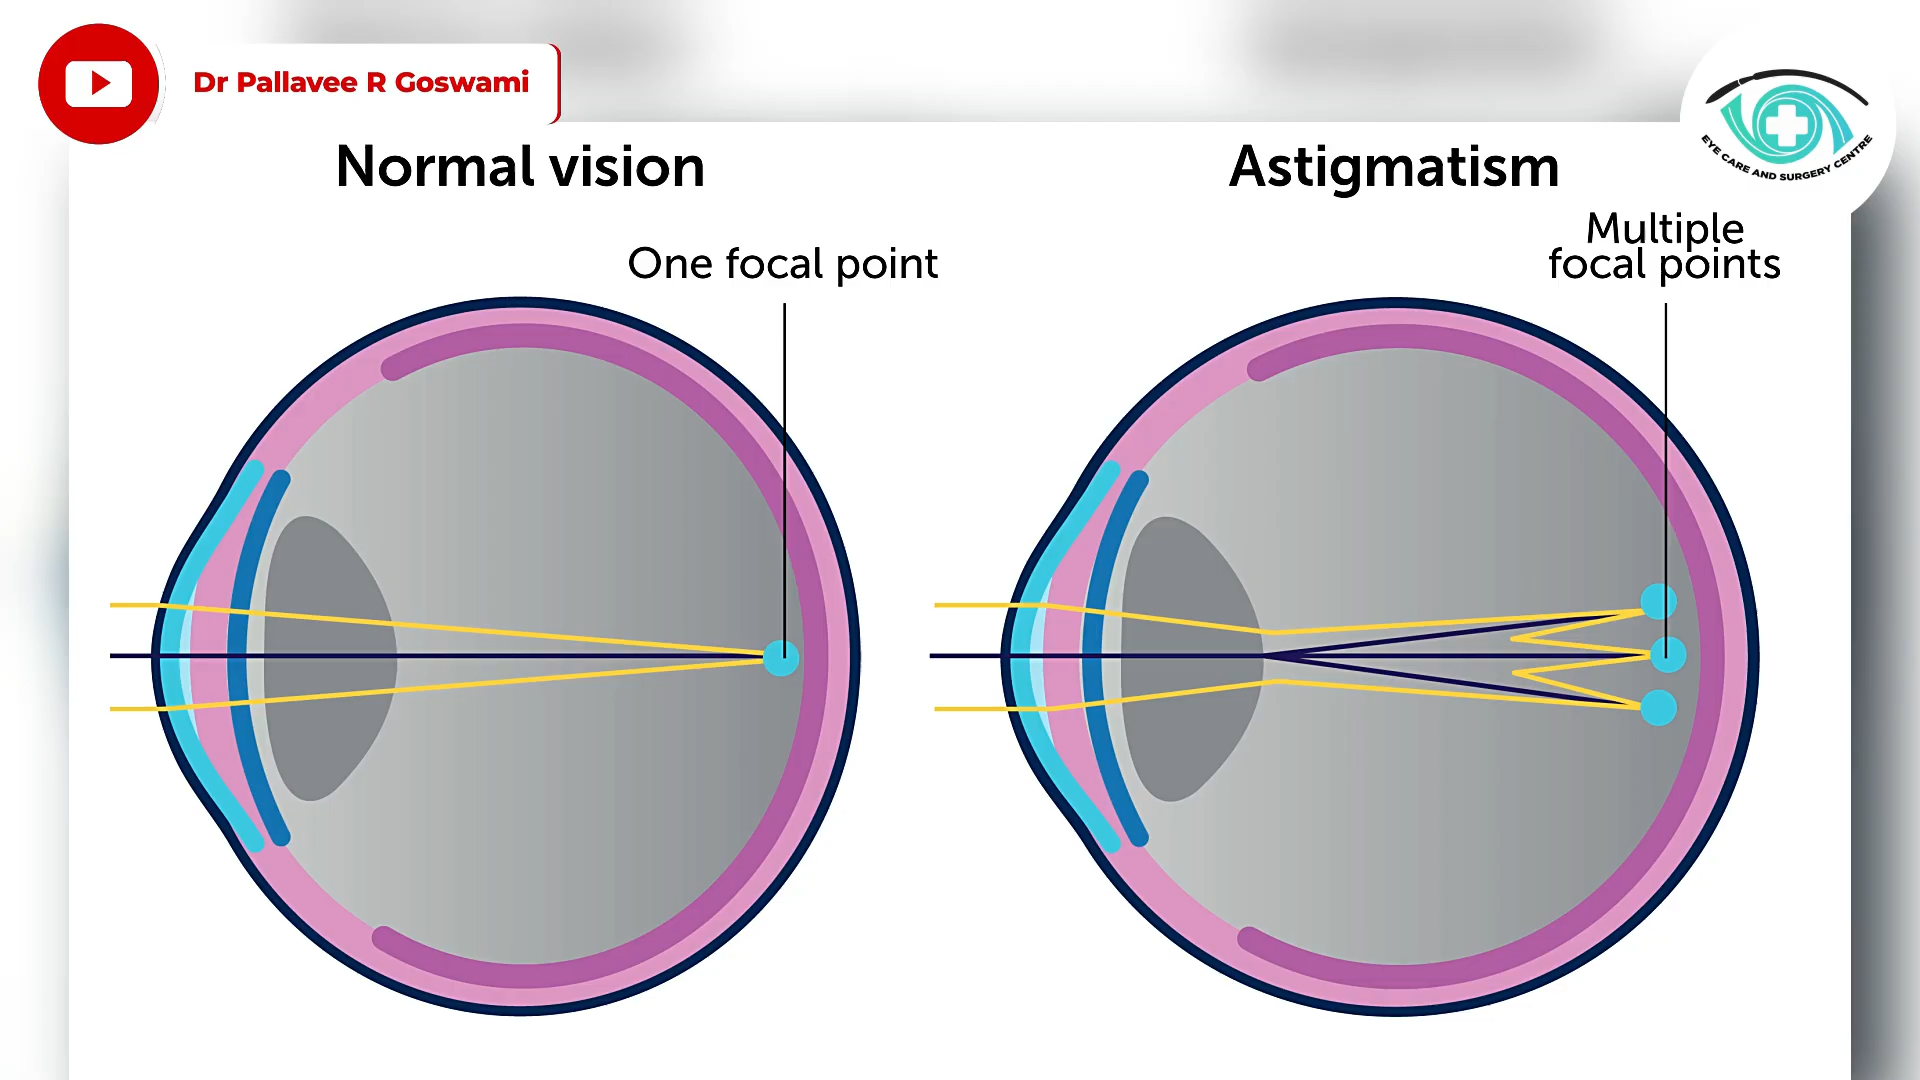 Dr Pallavee R Goswami
EYE CARE AND SURGERY CENTRE
Normal vision
Astigmatism
One focal point
Multiple
focal points